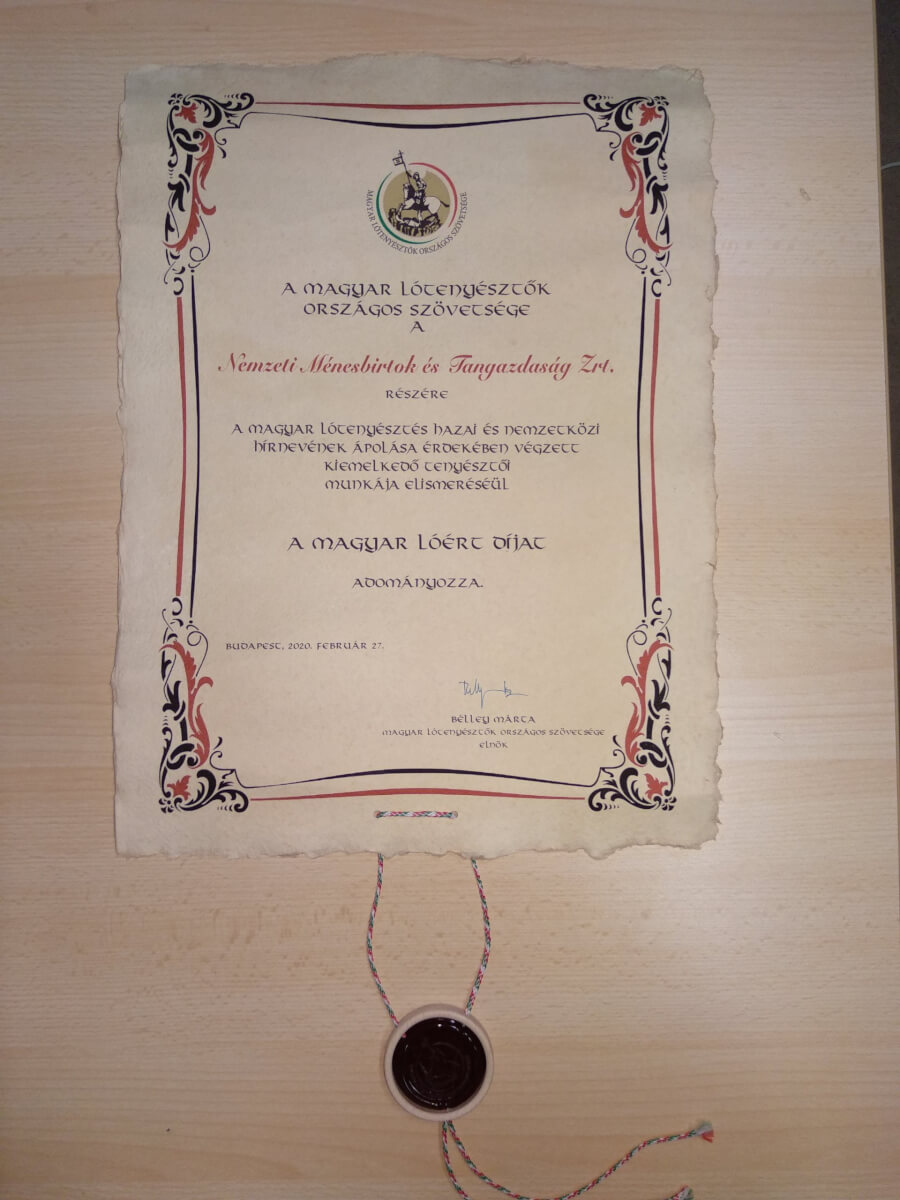 MAGYAR LÓTENYÉSZTŐK ORSZÁGOS SZÖVETSÉGE
A MAGYAR LÓTENYÉSZTŐK
ORSZÁGOS SZÖVETSÉGE
A
Nemzeti Ménesbirtok és Tangazdaság Zrt.
RÉSZÉRE
A MAGYAR LÓTENYÉSZTÉS HAZAI ÉS NEMZETKÖZI
HÍRNEVÉNEK ÁPOLÁSA ÉRDEKÉBEN VÉGZETT
KIEMELKEDŐ TENYÉSZTŐI
MUNKÁJA ELISMERÉSÉÜL
A MAGYAR LÓÉRT DÍJAT
ADOMÁNYOZZA.
BUDAPEST, 2020. FEBRUÁR 27.
BÉLLEY MÁRTA
MAGYAR LÓTENYÉSZTŐK ORSZÁGOS SZÖVETSÉGE
ELNÖK